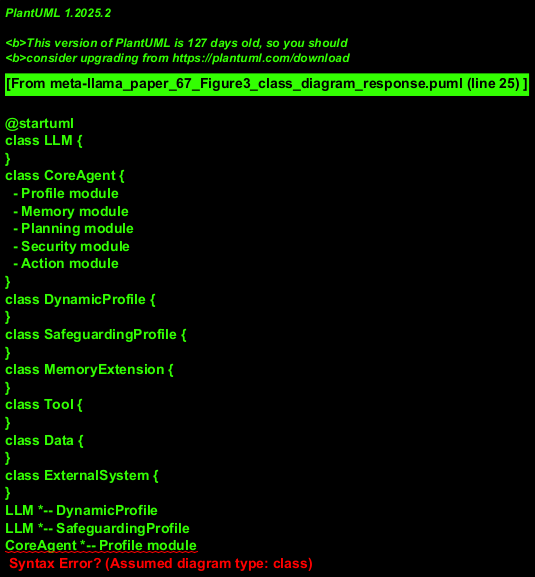 PlantUML 1.2025.2
<b>This version of PlantUML is 127 days old, so you should
<b>consider upgrading from https://plantuml.com/download
[From meta-llama_paper_67_Figure3_class_diagram_response.puml (line 25) ]
@startuml
class LLM {
}
class CoreAgent {
- Profile module
- Memory module
- Planning module
- Security module
- Action module
}
class DynamicProfile {
}
class SafeguardingProfile {
}
class MemoryExtension {
}
class Tool {
}
class Data {
}
class ExternalSystem {
}
LLM *-- DynamicProfile
LLM *-- SafeguardingProfile
CoreAgent *-- Profile module
Syntax Error? (Assumed diagram type: class)